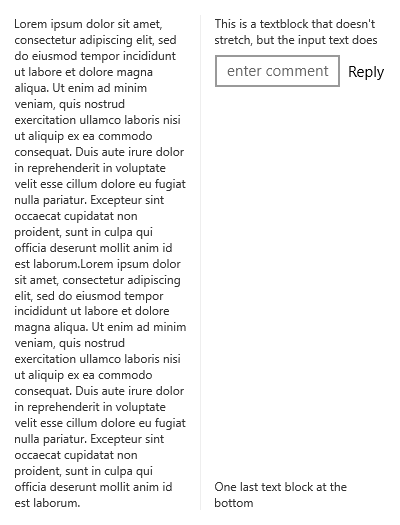 Lorem ipsum dolor sit amet,
consectetur adipiscing elit, sed
do eiusmod tempor incididunt
ut labore et dolore magna
aliqua. Ut enim ad minim
veniam, quis nostrud
exercitation ullamco laboris nisi
ut aliquip ex ea commodo
consequat. Duis aute irure dolor
in reprehenderit in voluptate
velit esse cillum dolore eu fugiat
nulla pariatur. Excepteur sint
occaecat cupidatat non
proident, sunt in culpa qui
officia deserunt mollit anim id
est laborum.Lorem ipsum dolor
sit amet, consectetur adipiscing
elit, sed do eiusmod tempor
incididunt ut labore et dolore
magna aliqua. Ut enim ad minim
veniam, quis nostrud
exercitation ullamco laboris nisi
ut aliquip ex ea commodo
consequat. Duis aute irure dolor
in reprehenderit in voluptate
velit esse cillum dolore eu fugiat
nulla pariatur. Excepteur sint
occaecat cupidatat non
proident, sunt in culpa qui
officia deserunt mollit anim id
est laborum.
This is a textblock that doesn't
stretch, but the input text does
enter comment Reply
One last text block at the
bottom